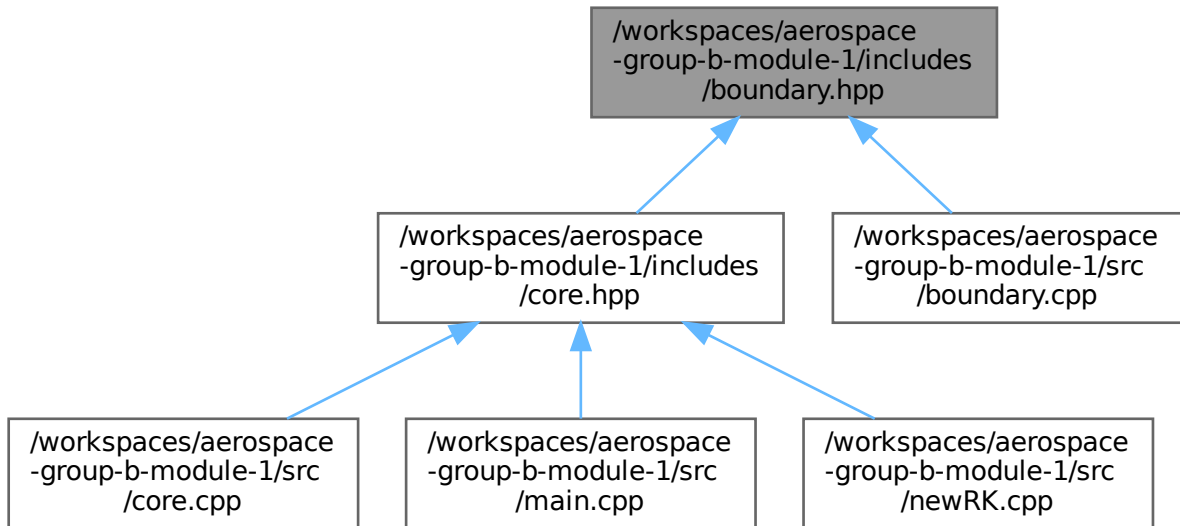 /workspaces/aerospace
-group-b-module-1/includes
/boundary.hpp
/workspaces/aerospace
-group-b-module-1/includes
/core.hpp
/workspaces/aerospace
-group-b-module-1/src
/boundary.cpp
/workspaces/aerospace
-group-b-module-1/src
/core.cpp
/workspaces/aerospace
-group-b-module-1/src
/main.cpp
/workspaces/aerospace
-group-b-module-1/src
/newRK.cpp